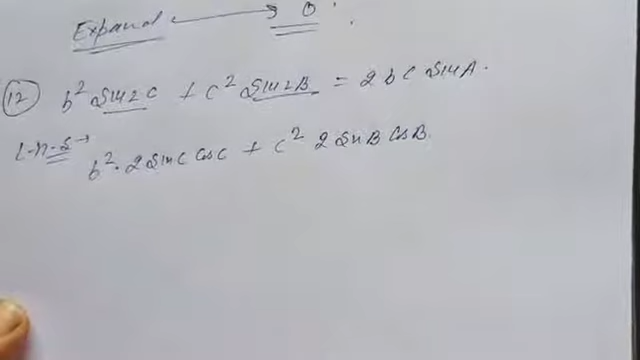 Expand → 0
(12) b² Sin2C + c² Sin2B = 2bc SinA.
L-H-S→
b². 2SinC CosC + c² 2SinB CosB